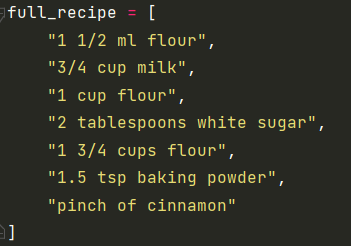 full_recipe = [
"1 1/2 ml flour",
"3/4 cup milk",
"1 cup flour",
"2 tablespoons white sugar",
"1 3/4 cups flour",
"1.5 tsp baking powder",
"pinch of cinnamon"
]